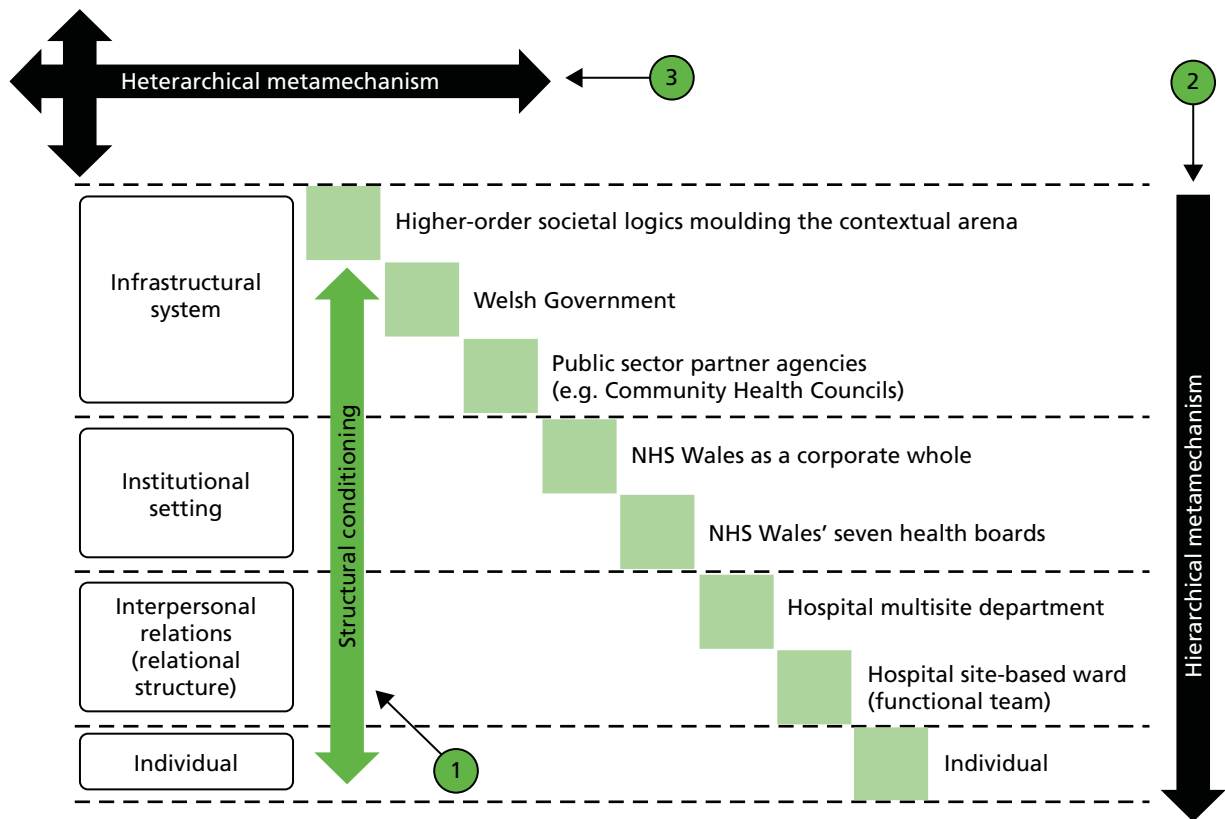 Heterarchical metamechanism
3
2
Infrastructural
system
Higher-order societal logics moulding the contextual arena
Welsh Government
Public sector partner agencies
(e.g. Community Health Councils)
Institutional
setting
NHS Wales as a corporate whole
NHS Wales’ seven health boards
Interpersonal
relations
(relational
structure)
Hospital multisite department
Hospital site-based ward
(functional team)
Individual
Individual
Structural conditioning
1
Hierarchical metamechanism